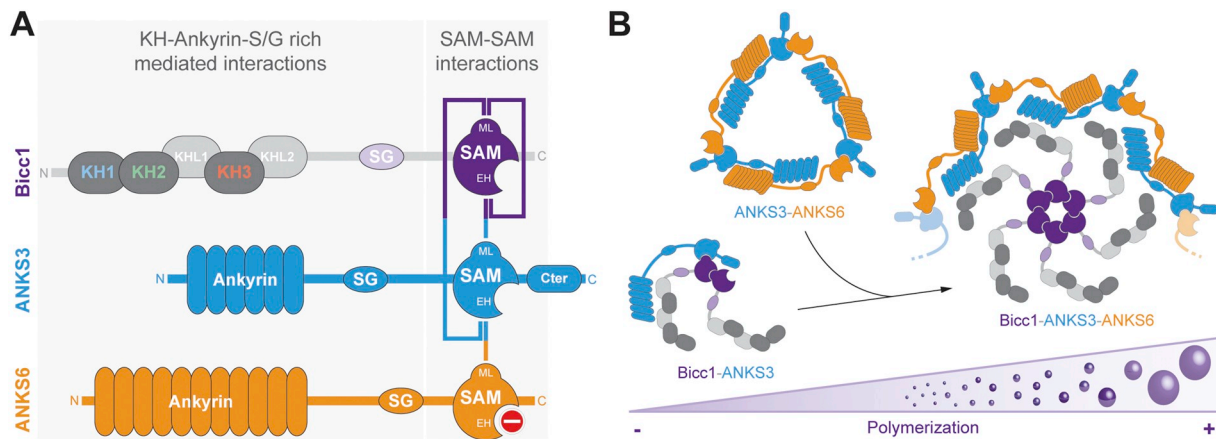 A
KH-Ankyrin-S/G rich
mediated interactions
SAM-SAM
interactions
Bicc1
N
KH1
KH2
KHL1
KH3
KHL2
SG
ML
SAM
EH
C
ANKS3
N
Ankyrin
SG
ML
SAM
EH
Cter
C
ANKS6
N
Ankyrin
SG
ML
SAM
EH
C
B
ANKS3-ANKS6
Bicc1-ANKS3
Bicc1-ANKS3-ANKS6
-
Polymerization
+